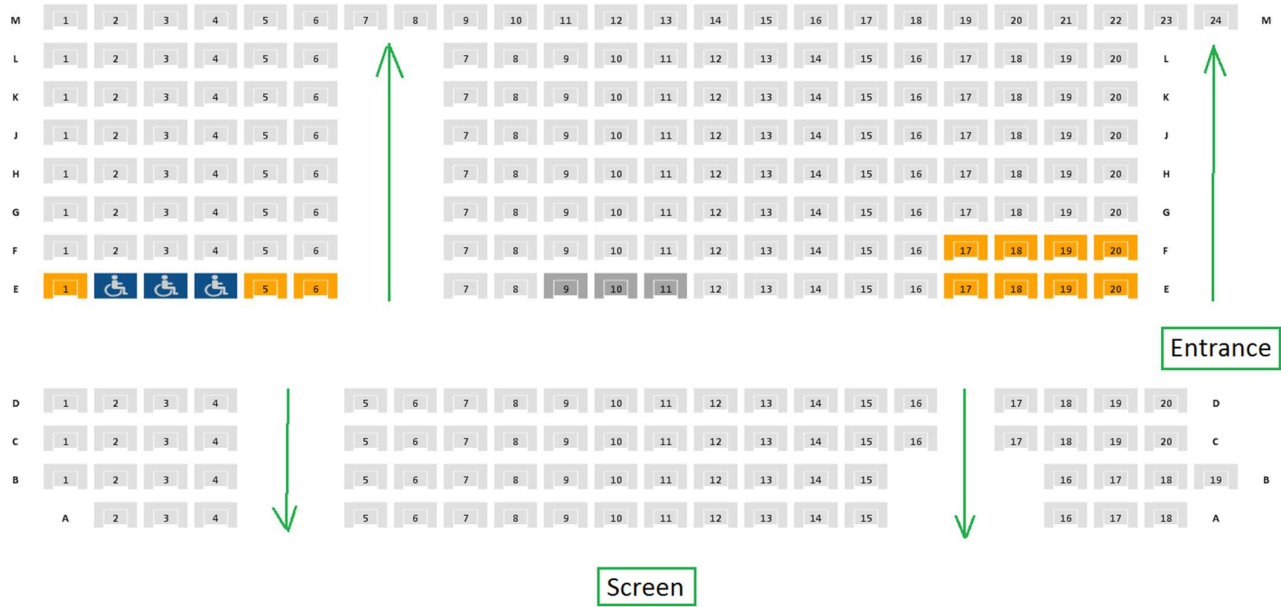 M 1 2 3 4 5 6 7 8 9 10 11 12 13 14 15 16 17 18 19 20 21 22 23 24 M
L 1 2 3 4 5 6 7 8 9 10 11 12 13 14 15 16 17 18 19 20 L
K 1 2 3 4 5 6 7 8 9 10 11 12 13 14 15 16 17 18 19 20 K
J 1 2 3 4 5 6 7 8 9 10 11 12 13 14 15 16 17 18 19 20 J
H 1 2 3 4 5 6 7 8 9 10 11 12 13 14 15 16 17 18 19 20 H
G 1 2 3 4 5 6 7 8 9 10 11 12 13 14 15 16 17 18 19 20 G
F 1 2 3 4 5 6 7 8 9 10 11 12 13 14 15 16 17 18 19 20 F
E 1 5 6 7 8 9 10 11 12 13 14 15 16 17 18 19 20 E
Entrance
D 1 2 3 4 5 6 7 8 9 10 11 12 13 14 15 16 17 18 19 20 D
C 1 2 3 4 5 6 7 8 9 10 11 12 13 14 15 16 17 18 19 20 C
B 1 2 3 4 5 6 7 8 9 10 11 12 13 14 15 16 17 18 19 B
A 2 3 4 5 6 7 8 9 10 11 12 13 14 15 16 17 18 A
Screen